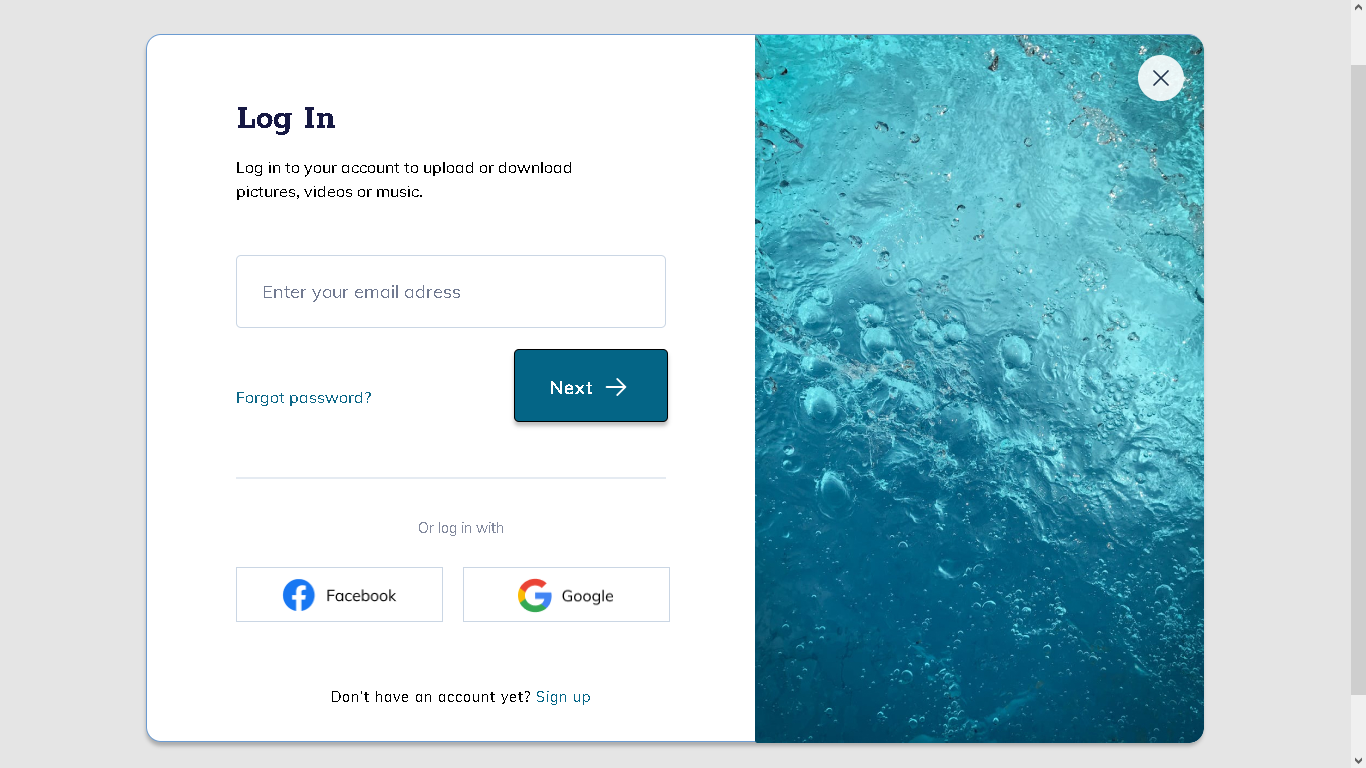 Log In
Log in to your account to upload or download
pictures, videos or music.
Enter your email adress
Next
Forgot password?
Or log in with
Facebook
Google
Don't have an account yet? Sign up